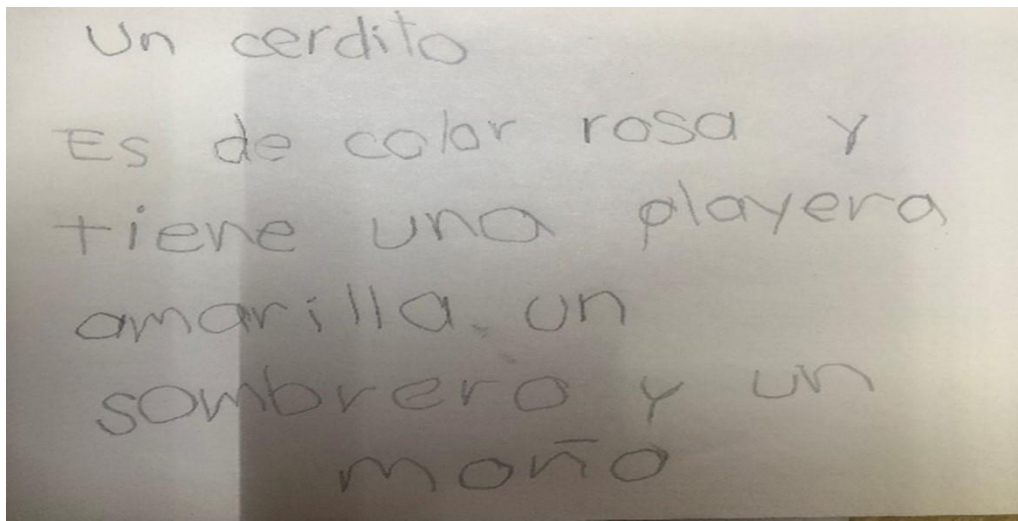 Un cerdito
Es de color rosa y
tiene una playera
amarilla, un
sombrero y un
moño